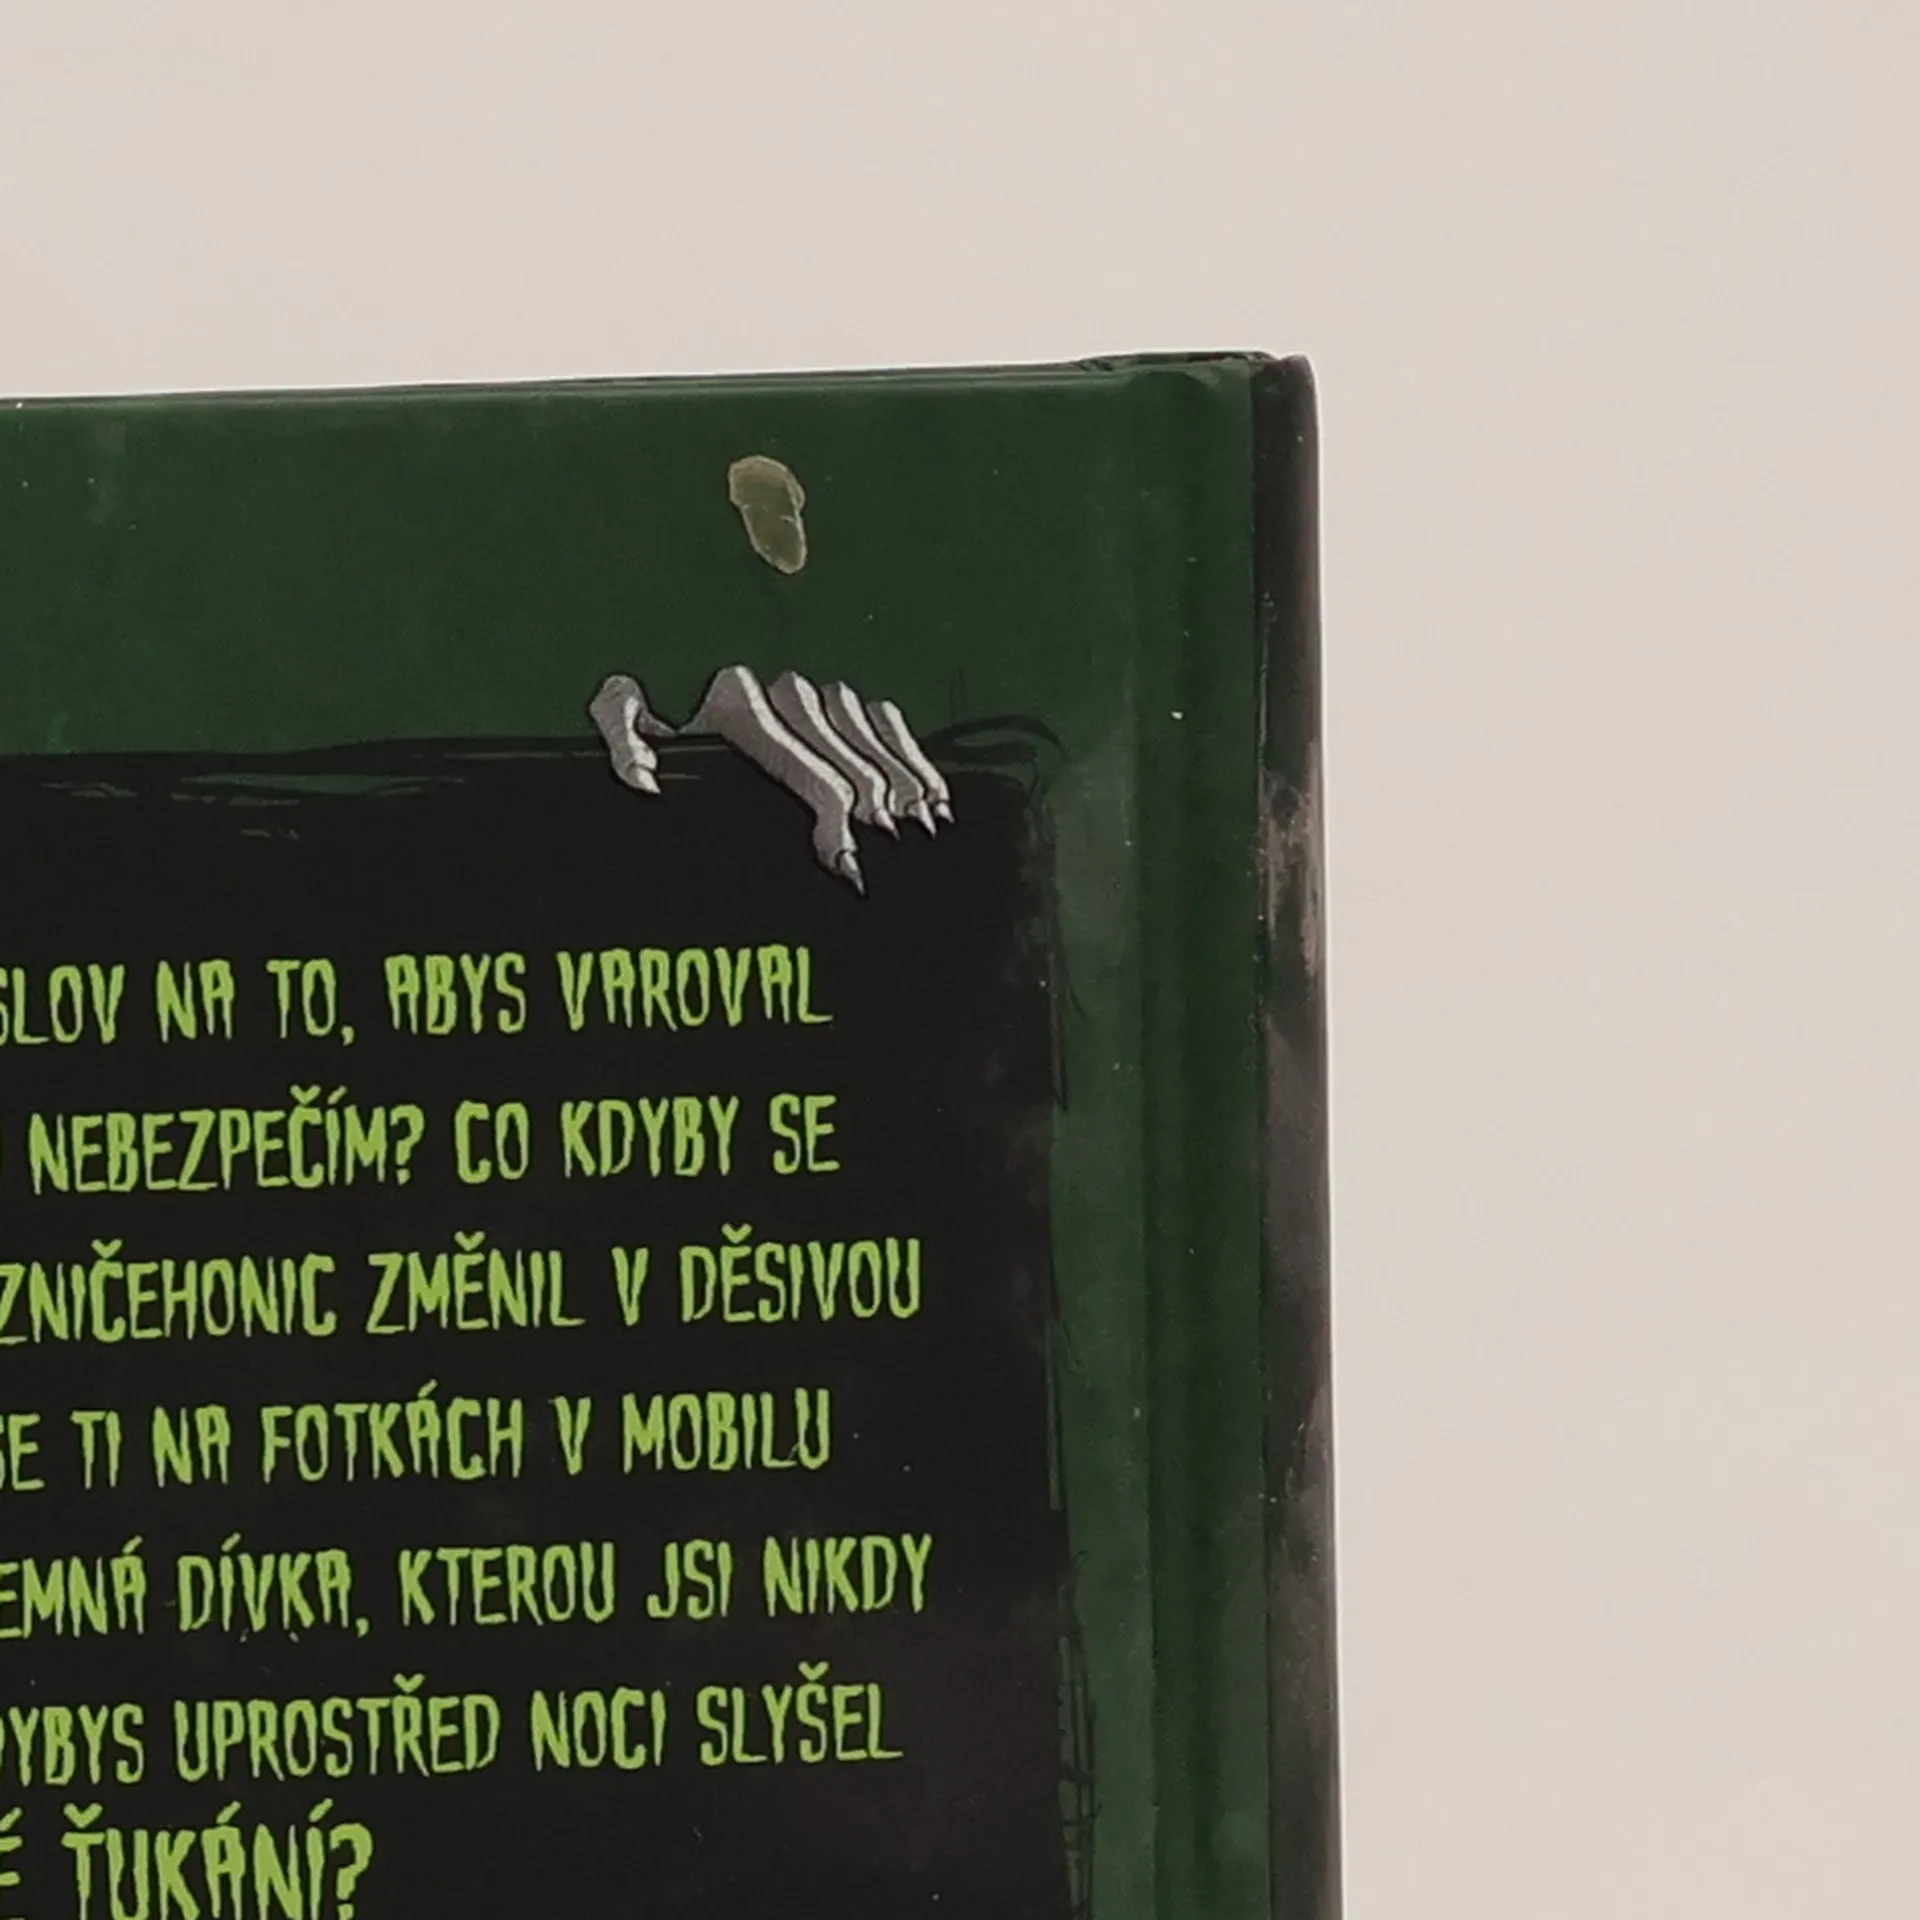 SLOV NA TO, ABYS VAROVAL
NEBEZPEČÍM? CO KDYBY SE
ZNIČEHONIC ZMĚNIL V DĚSIVOU
SE TI NA FOTKÁCH V MOBILU
EMNÁ DÍVKA, KTEROU JSI NIKDY
DYBYS UPROSTŘED NOCI SLYŠEL
É ŤUKÁNÍ?